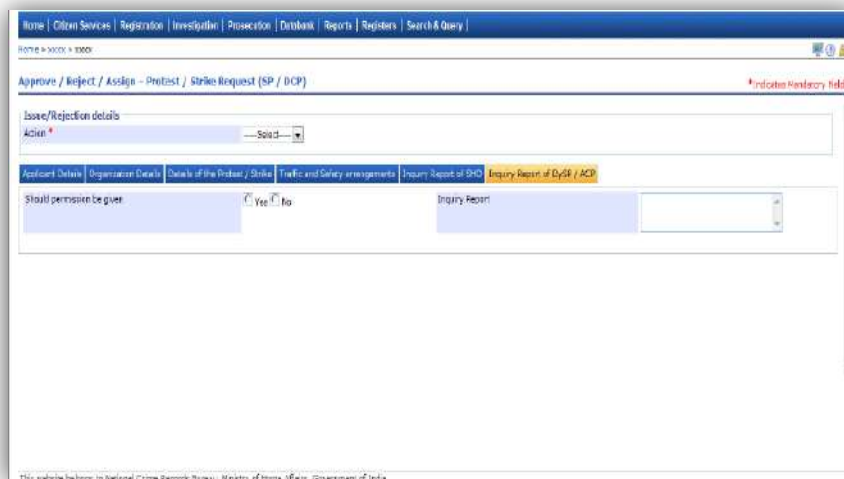 Home | Citizen Services | Registration | Investigation | Prosecution | Databank | Reports | Registers | Search & Query |
Home > xxxx > xxxx
Approve / Reject / Assign - Protest / Strike Request (SP / DCP)
*Indicates Mandatory Field
Issue/Rejection details
Action *
----Select----
Applicant Details
Organization Details
Details of the Protest / Strike
Traffic and Safety arrangements
Inquiry Report of SHO
Inquiry Report of DySP / ACP
Should permission be given
Yes
No
Inquiry Report
This website belongs to National Crime Records Bureau, Ministry of Home Affairs, Government of India